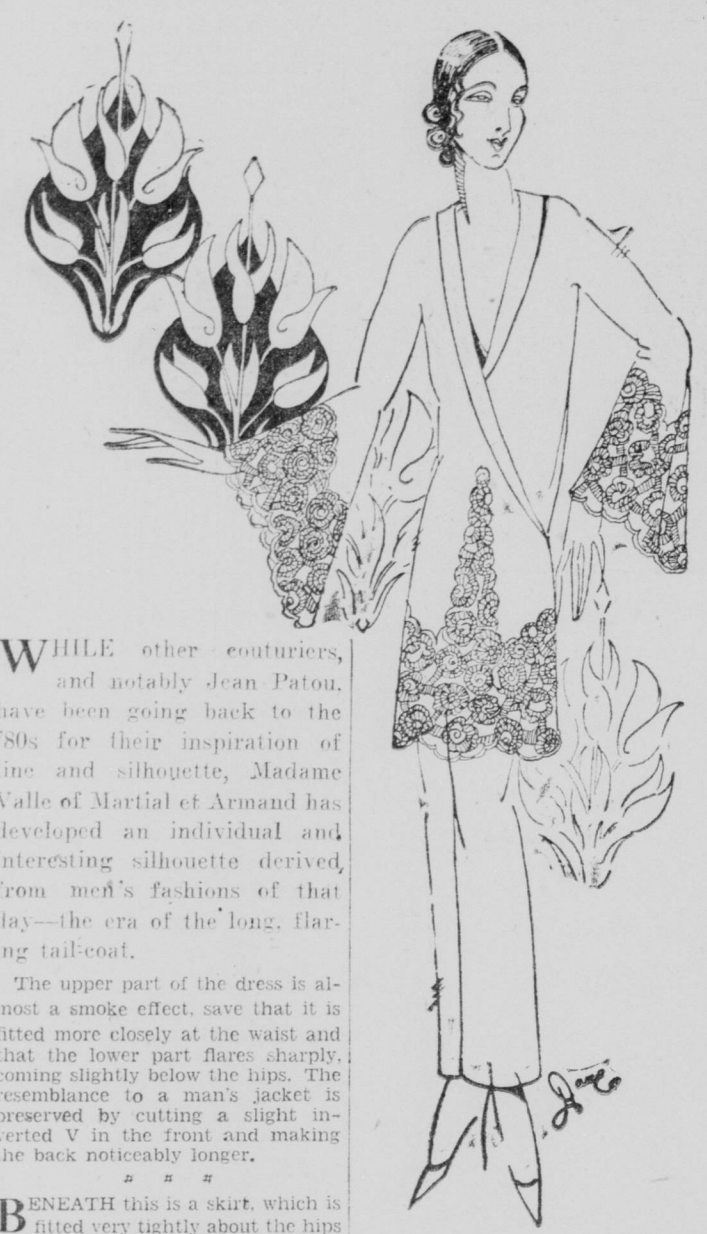 WHILE other couturiers,
and notably Jean Patou,
have been going back to the
'80s for their inspiration of
line and silhouette, Madame
Valle of Martial et Armand has
developed an individual and
nteresting silhouette derived,
from men's fashions of that
day—the era of the long, flar-
ng tail-coat.
The upper part of the dress is al-
most a smoke effect, save that it is
fitted more closely at the waist and
that the lower part flares sharply,
coming slightly below the hips. The
resemblance to a man's jacket is
preserved by cutting a slight in-
verted V in the front and making
the back noticeably longer.
# # #
BENEATH this is a skirt, which is
fitted very tightly about the hips